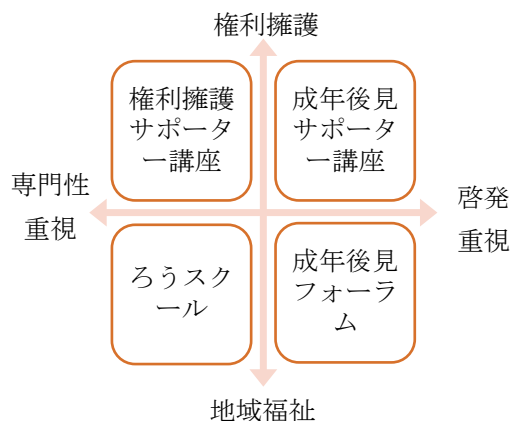 権利擁護
権利擁護
サポータ
ー講座
成年後見
サポータ
ー講座
専門性
重視
啓発
重視
ろうスク
ール
成年後見
フォーラ
ム
地域福祉